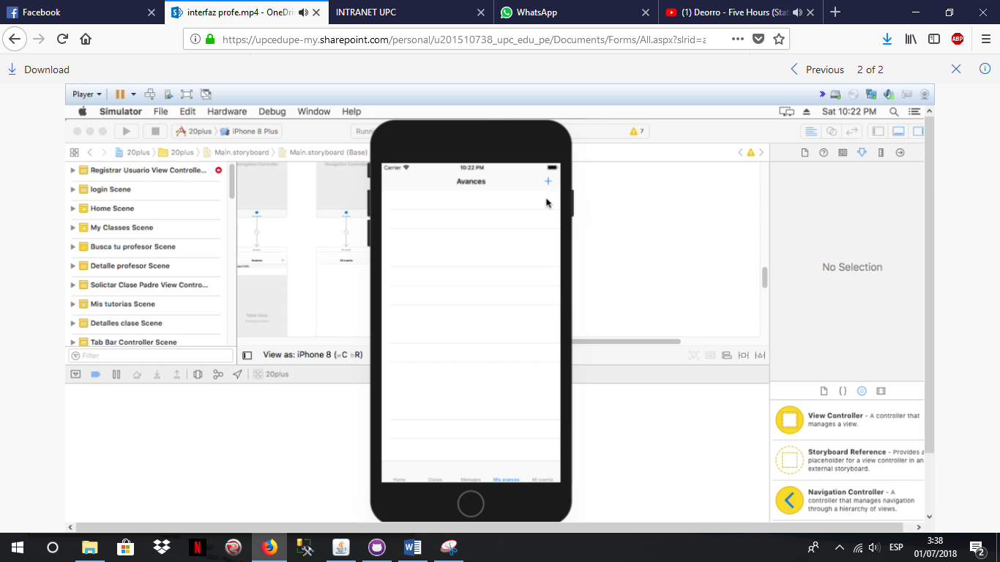 Facebook
interfaz profe.mp4 - OneDriv
INTRANET UPC
WhatsApp
(1) Deorro - Five Hours (Stat
https://upcedupe-my.sharepoint.com/personal/u201510738_upc_edu_pe/Documents/Forms/All.aspx?slrid=a
ABP
Download
Previous 2 of 2
Player
Simulator File Edit Hardware Debug Window Help
Sat 10:22 PM
20plus iPhone 8 Plus
7
20plus 20plus Main.storyboard Main.storyboard (Base)
Registrar Usuario View Controlle...
login Scene
Home Scene
My Classes Scene
Busca tu profesor Scene
Detalle profesor Scene
Solictar Clase Padre View Contro...
Mis tutorias Scene
Detalles clase Scene
Tab Bar Controller Scene
Filter
Navigation Controller
Navigation Controller
Avances
Mi cuenta
Table View
Carrier 10:22 PM
Avances +
Home Clases Mensajes Mis avances Mi cuenta
View as: iPhone 8 (wC hR)
20plus
No Selection
View Controller - A controller that
manages a view.
Storyboard Reference - Provides a
placeholder for a view controller in an
external storyboard.
Navigation Controller - A
controller that manages navigation
through a hierarchy of views.
ESP
3:38
01/07/2018
2